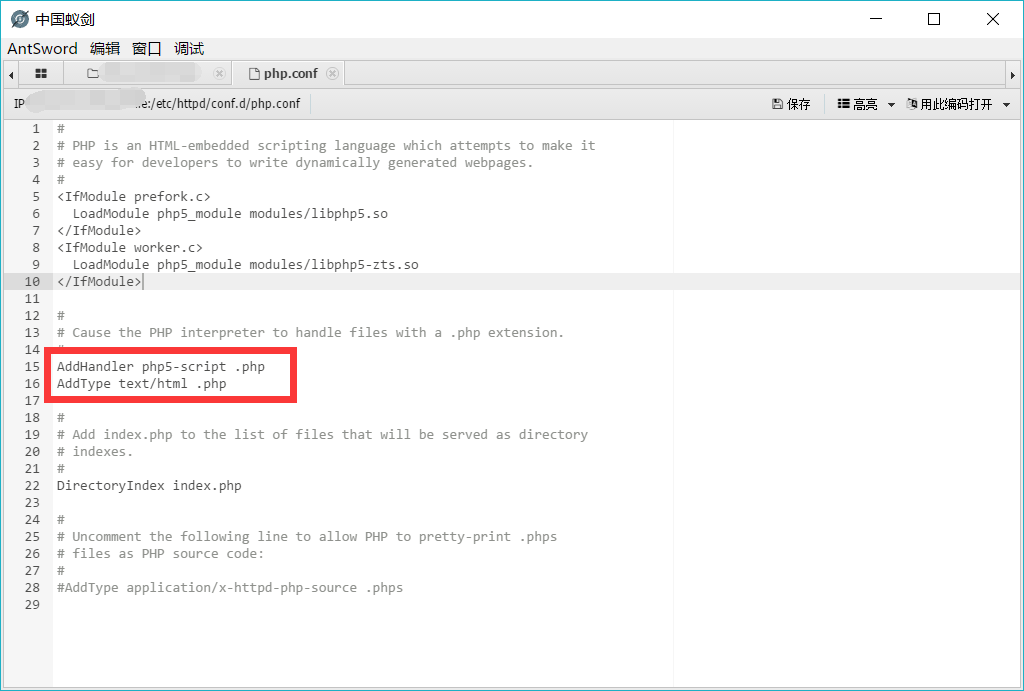 中国蚁剑
AntSword 编辑 窗口 调试
php.conf
IP
e:/etc/httpd/conf.d/php.conf 保存 高亮 用此编码打开
1 #
2 # PHP is an HTML-embedded scripting language which attempts to make it
3 # easy for developers to write dynamically generated webpages.
4 #
5 <IfModule prefork.c>
6 LoadModule php5_module modules/libphp5.so
7 </IfModule>
8 <IfModule worker.c>
9 LoadModule php5_module modules/libphp5-zts.so
10 </IfModule>
11
12 #
13 # Cause the PHP interpreter to handle files with a .php extension.
14 #
15 AddHandler php5-script .php
16 AddType text/html .php
17
18 #
19 # Add index.php to the list of files that will be served as directory
20 # indexes.
21 #
22 DirectoryIndex index.php
23
24 #
25 # Uncomment the following line to allow PHP to pretty-print .phps
26 # files as PHP source code:
27 #
28 #AddType application/x-httpd-php-source .phps
29